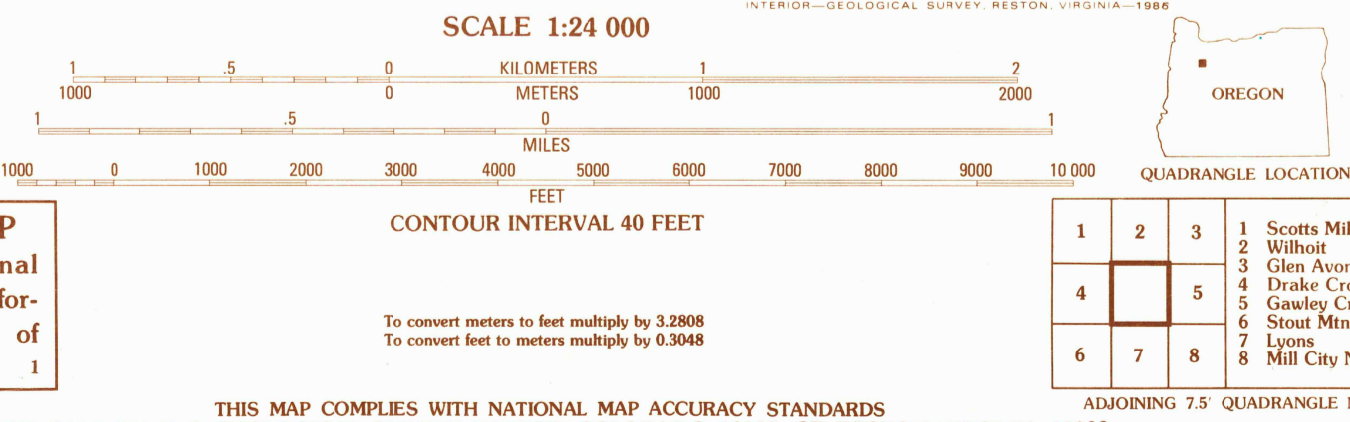 INTERIOR—GEOLOGICAL SURVEY, RESTON, VIRGINIA—1986
SCALE 1:24 000
1 .5 0 KILOMETERS 1 2
1000 0 METERS 1000 2000
1 .5 0 1
MILES
1000 0 1000 2000 3000 4000 5000 6000 7000 8000 9000 10 000
FEET
CONTOUR INTERVAL 40 FEET
To convert meters to feet multiply by 3.2808
To convert feet to meters multiply by 0.3048
THIS MAP COMPLIES WITH NATIONAL MAP ACCURACY STANDARDS
P
nal
for-
of
1
OREGON
QUADRANGLE LOCATION
1 2 3
4 5
6 7 8
1 Scotts Mil
2 Wilhoit
3 Glen Avon
4 Drake Cro
5 Gawley Cr
6 Stout Mtn
7 Lyons
8 Mill City N
ADJOINING 7.5′ QUADRANGLE